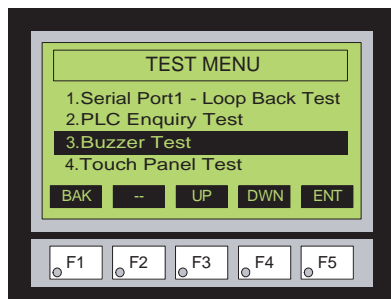 TEST MENU
1.Serial Port1 - Loop Back Test
2.PLC Enquiry Test
3.Buzzer Test
4.Touch Panel Test
BAK -- UP DWN ENT
F1 F2 F3 F4 F5